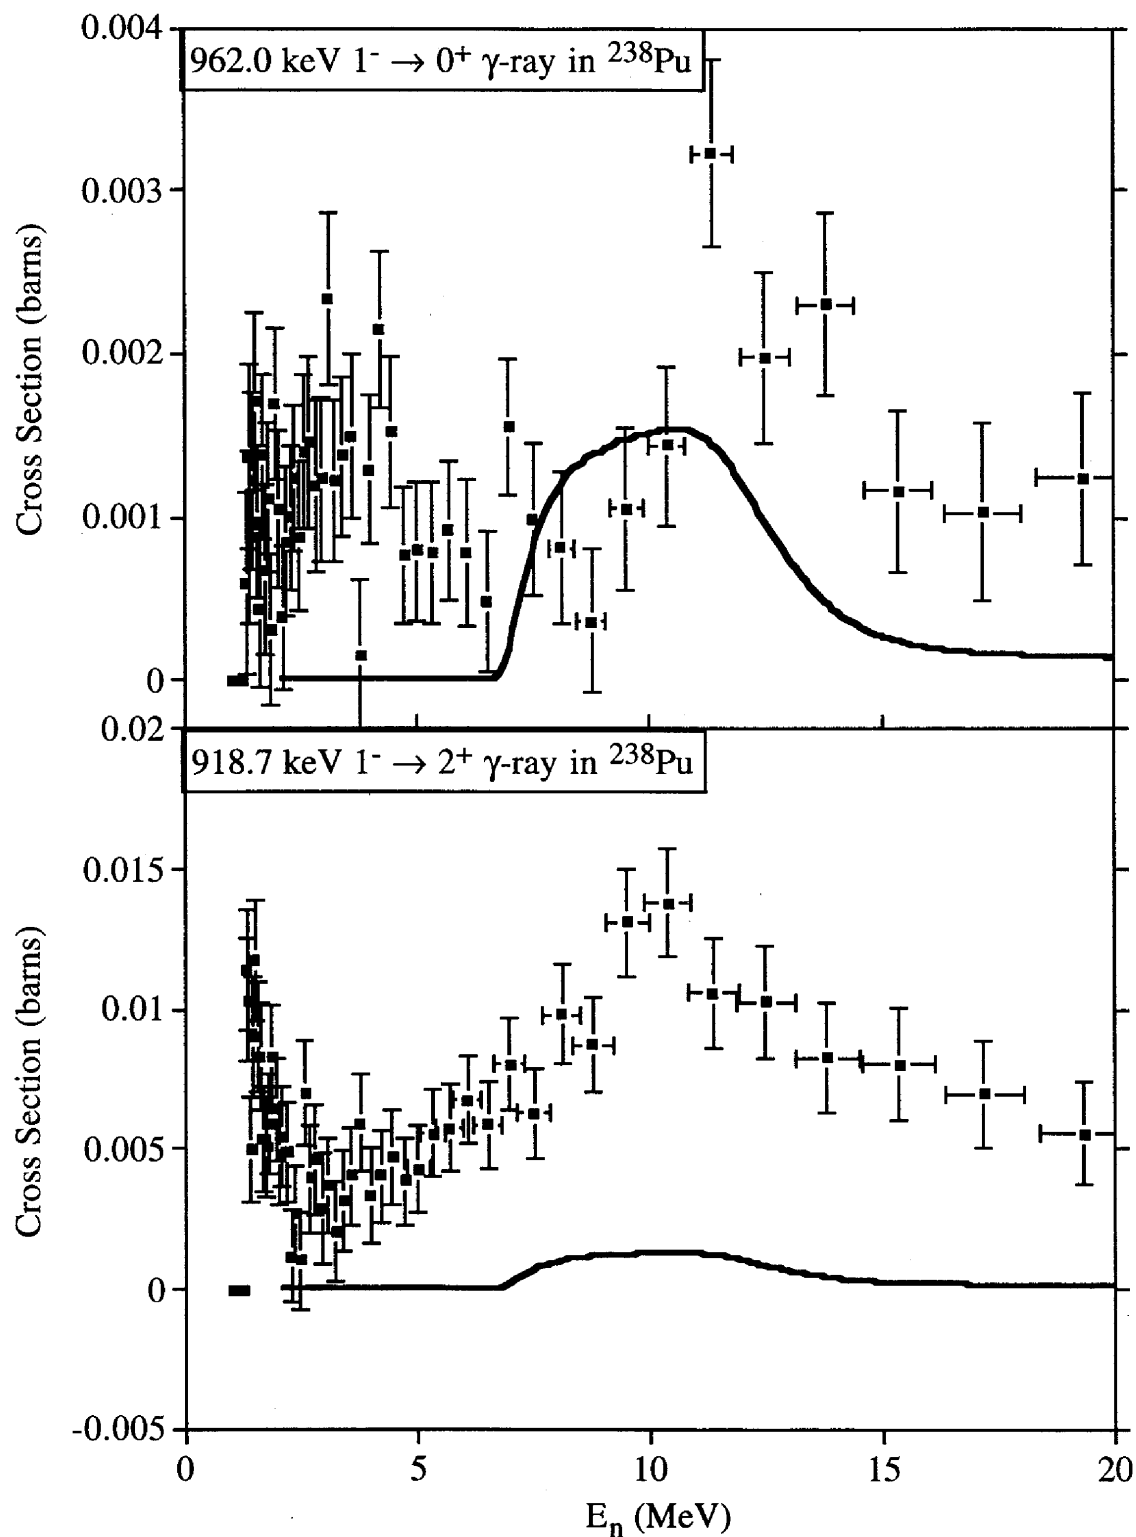 0.004
962.0 keV 1⁻ → 0⁺ γ-ray in ²³⁸Pu
0.003
0.002
0.001
0
Cross Section (barns)
0.02
918.7 keV 1⁻ → 2⁺ γ-ray in ²³⁸Pu
0.015
0.01
0.005
0
-0.005
Cross Section (barns)
0 5 10 15 20
Eₙ (MeV)